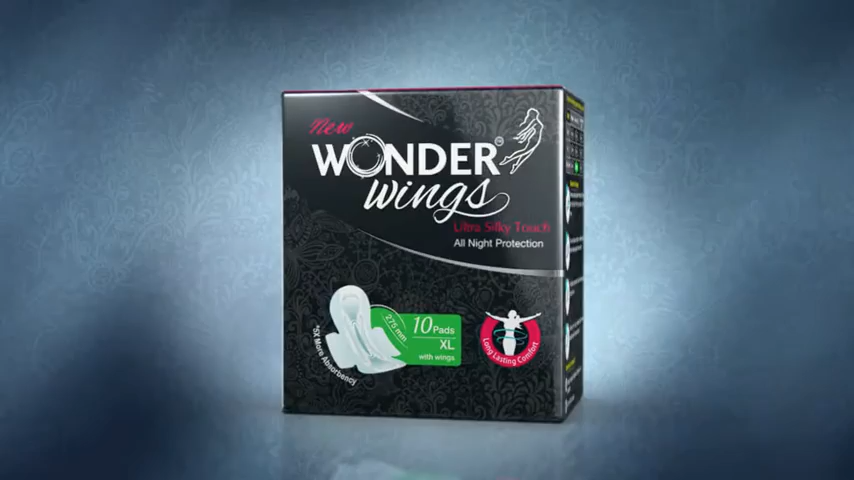 New
WONDER
wings
Ultra Silky Touch
All Night Protection
275 mm
10 Pads
XL
with wings
*5X More Absorbency
Long Lasting Comfort